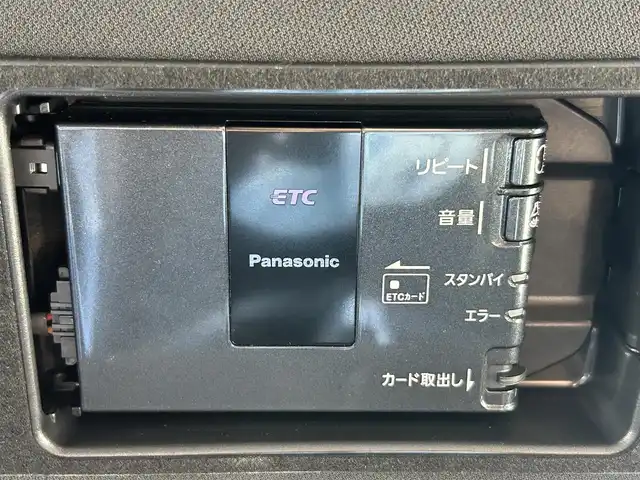 リピート
ETC
音量
Panasonic
スタンバイ
ETCカード
エラー
カード取出し